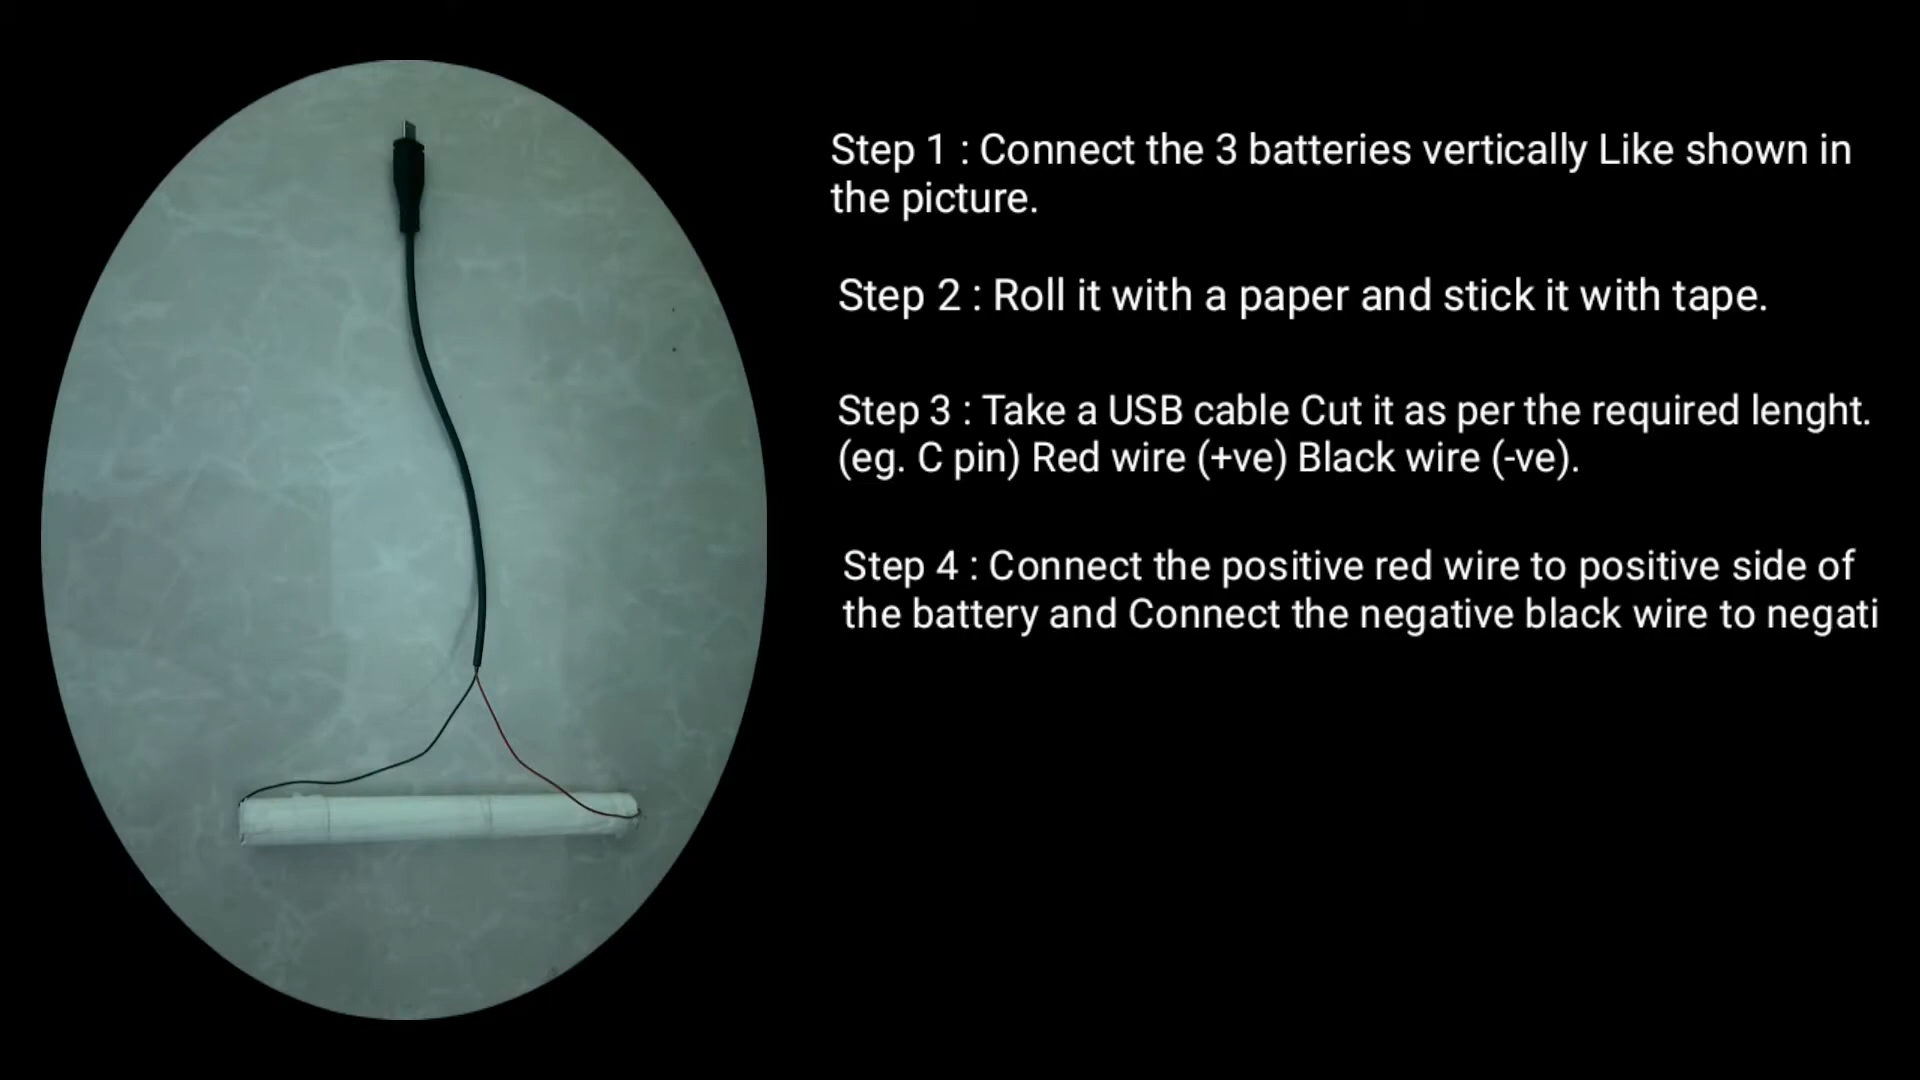 Step 1 : Connect the 3 batteries vertically Like shown in
the picture.
Step 2 : Roll it with a paper and stick it with tape.
Step 3 : Take a USB cable Cut it as per the required lenght.
(eg. C pin) Red wire (+ve) Black wire (-ve).
Step 4 : Connect the positive red wire to positive side of
the battery and Connect the negative black wire to negati